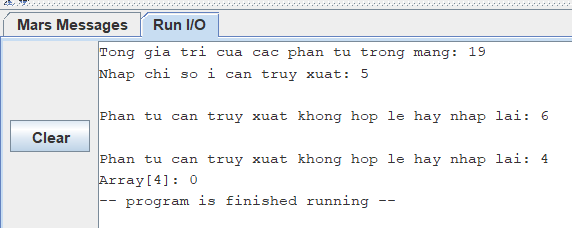 Mars Messages Run I/O
Tong gia tri cua cac phan tu trong mang: 19
Nhap chi so i can truy xuat: 5
Phan tu can truy xuat khong hop le hay nhap lai: 6
Clear
Phan tu can truy xuat khong hop le hay nhap lai: 4
Array[4]: 0
-- program is finished running --